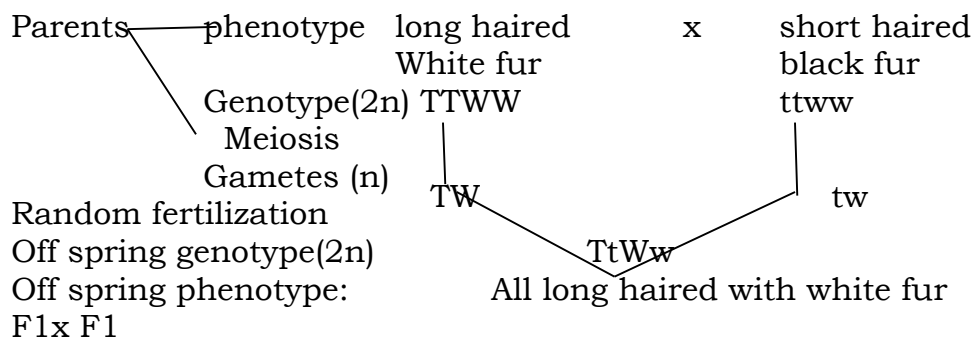 Parents phenotype long haired x short haired
White fur black fur
Genotype(2n) TTWW ttww
Meiosis
Gametes (n) TW tw
Random fertilization
Off spring genotype(2n) TtWw
Off spring phenotype: All long haired with white fur
F1x F1